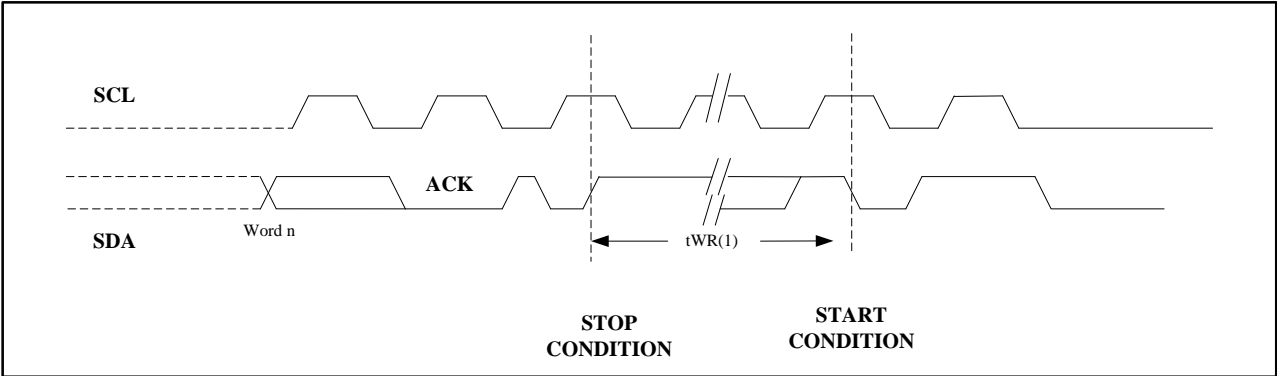 SCL
ACK
Word n
SDA
tWR(1)
STOP
CONDITION
START
CONDITION